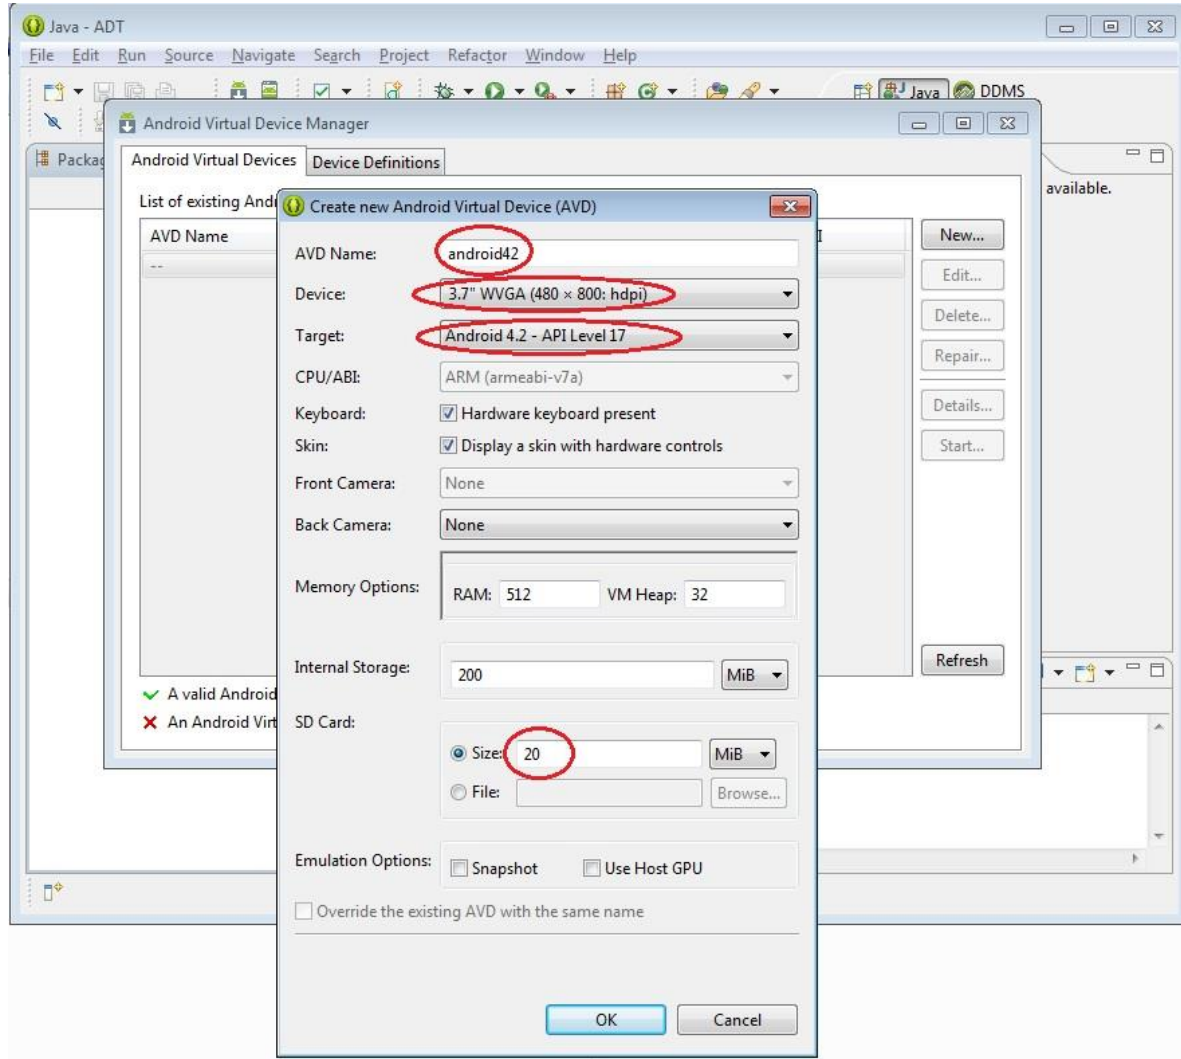 Java - ADT
File Edit Run Source Navigate Search Project Refactor Window Help
Java DDMS
Android Virtual Device Manager
Android Virtual Devices Device Definitions
available.
List of existing
Create new Android Virtual Device (AVD)
AVD Name
New...
AVD Name: android42
--
Edit...
Device: 3.7" WVGA (480 × 800: hdpi)
Delete...
Target: Android 4.2 - API Level 17
Repair...
CPU/ABI: ARM (armeabi-v7a)
Details...
Keyboard: Hardware keyboard present
Skin: Display a skin with hardware controls
Start...
Front Camera: None
Back Camera: None
Memory Options: RAM: 512 VM Heap: 32
Internal Storage: 200 MiB
Refresh
A valid Android
An Android
SD Card:
Size: 20 MiB
File: Browse...
Emulation Options: Snapshot Use Host GPU
Override the existing AVD with the same name
OK Cancel